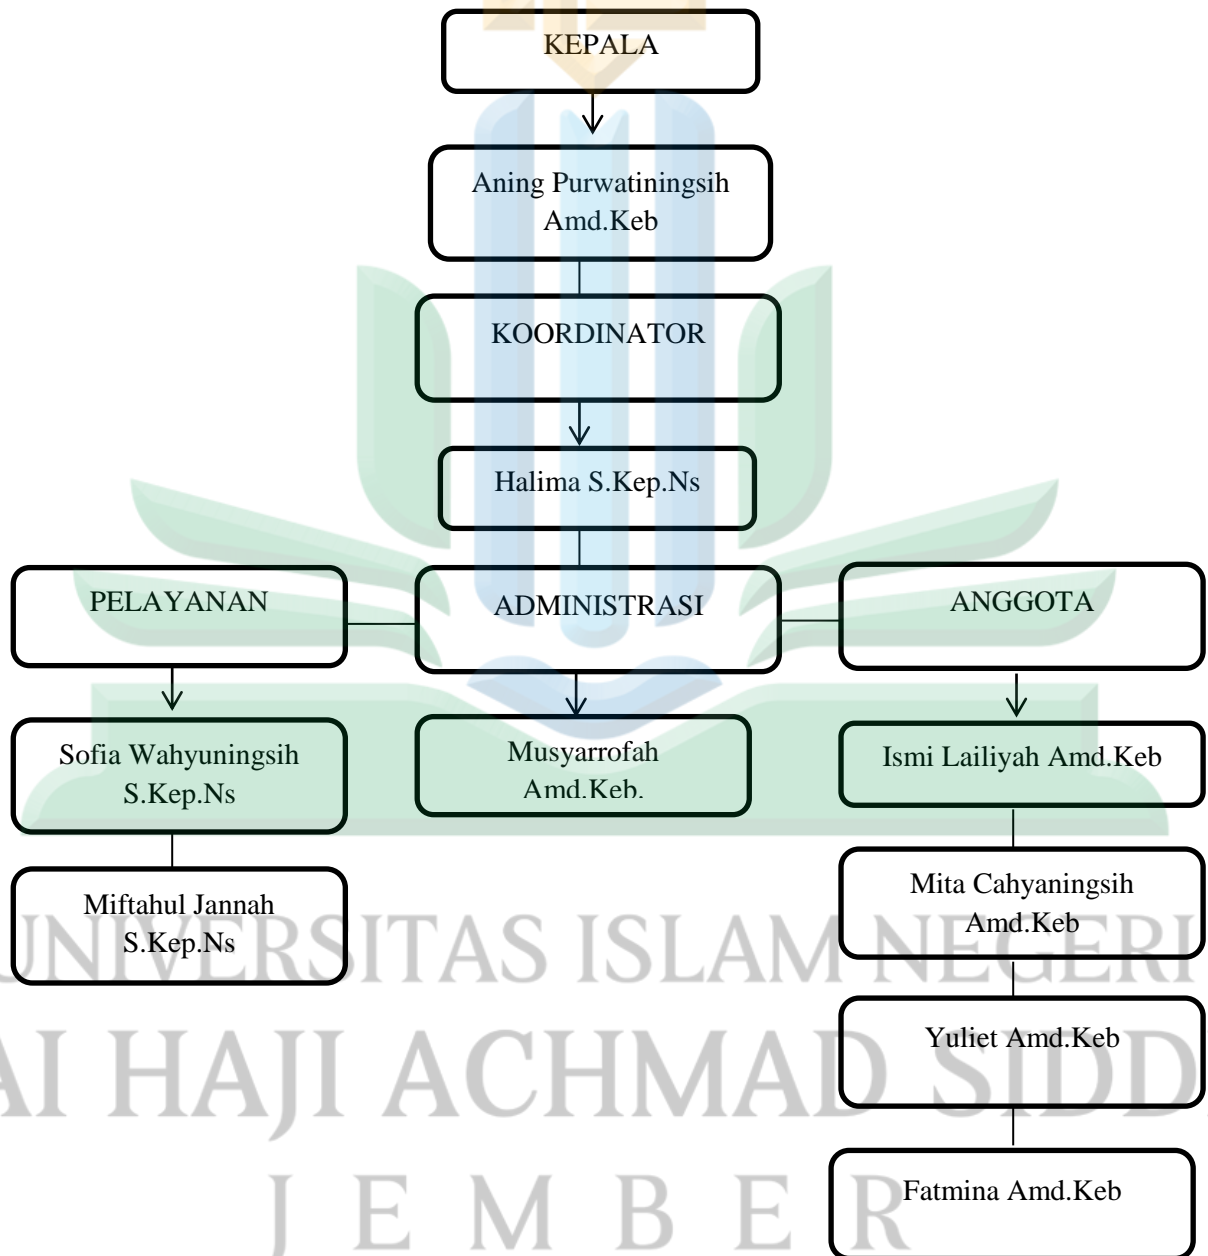 KEPALA
Aning Purwatiningsih
Amd.Keb
KOORDINATOR
Halima S.Kep.Ns
PELAYANAN
ADMINISTRASI
ANGGOTA
Sofia Wahyuningsih
S.Kep.Ns
Musyarrofah
Amd.Keb.
Ismi Lailiyah Amd.Keb
Miftahul Jannah
S.Kep.Ns
Mita Cahyaningsih
Amd.Keb
Yuliet Amd.Keb
Fatmina Amd.Keb
UNIVERSITAS ISLAM NEGERI
AI HAJI ACHMAD SIDD
JEMBER